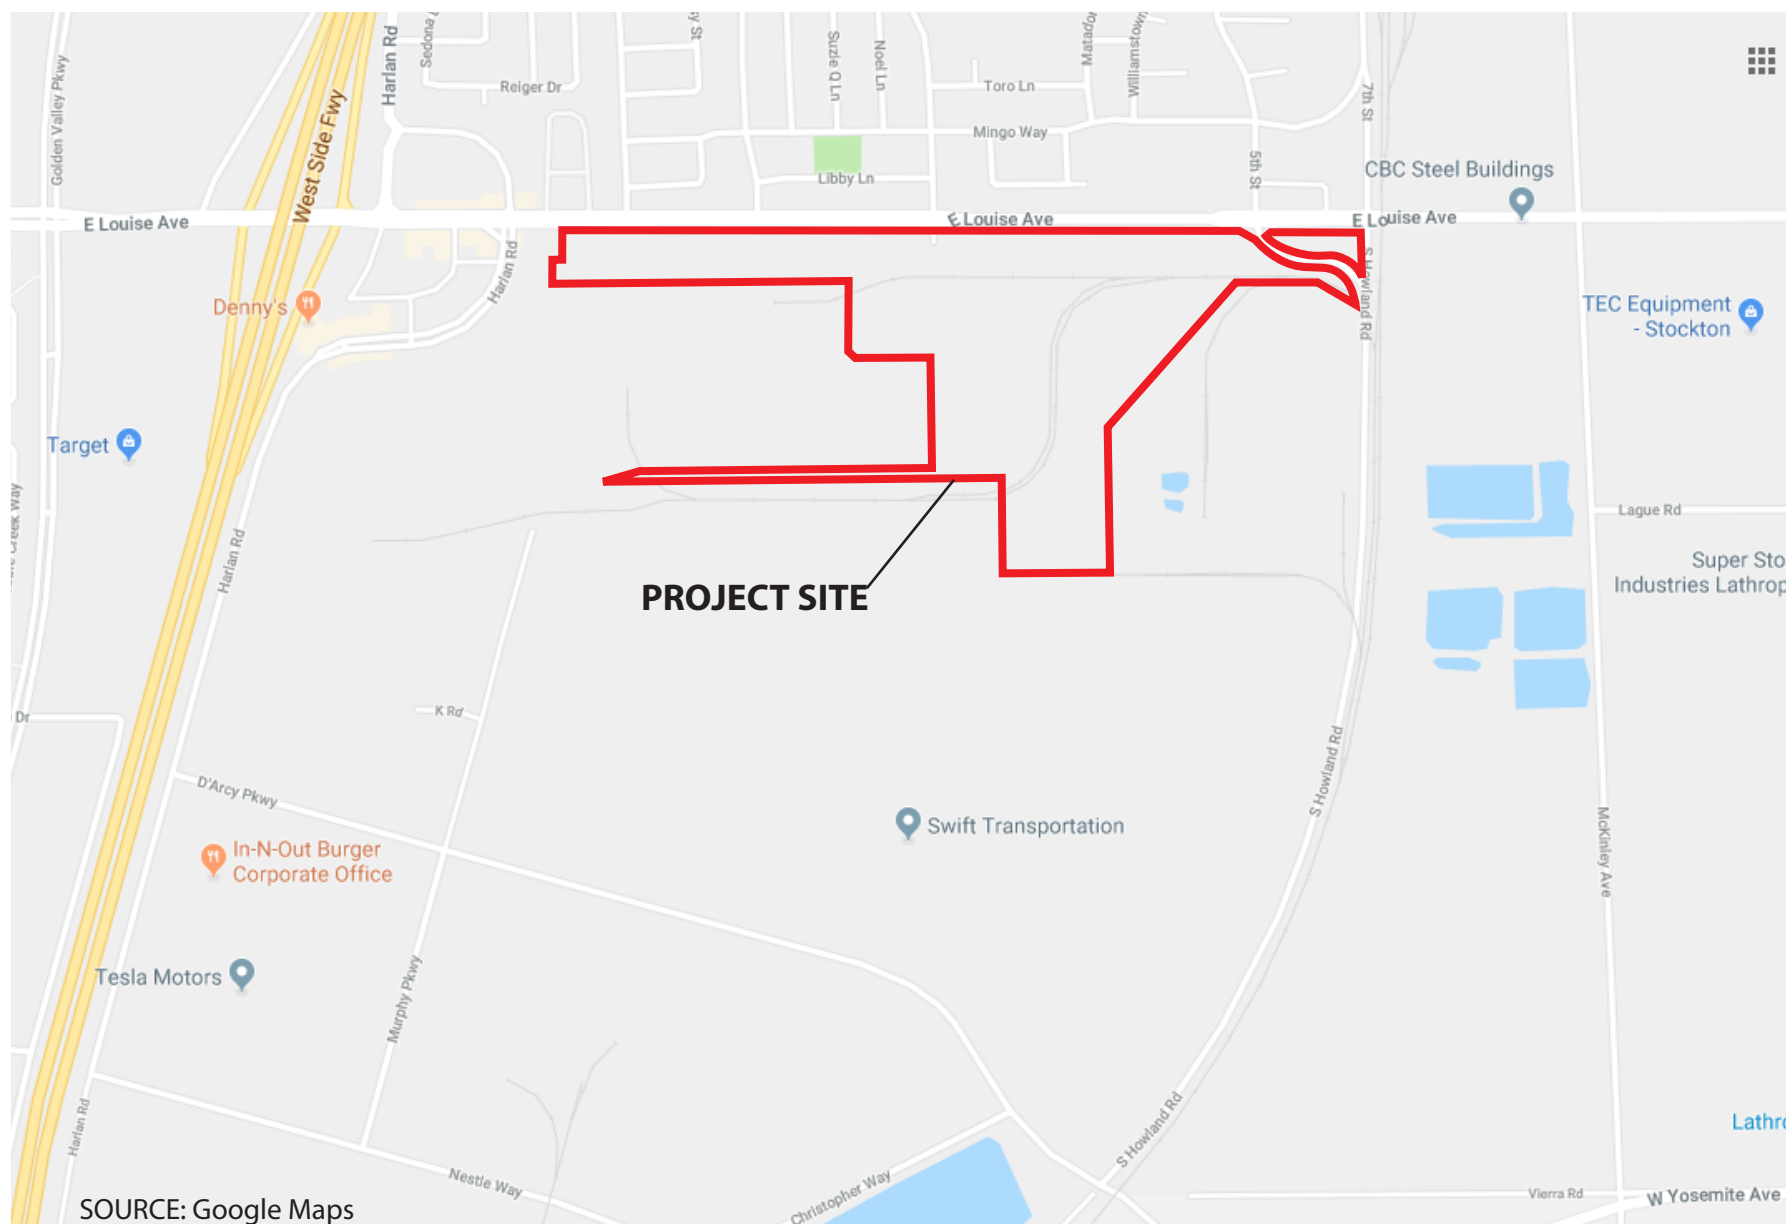 Golden Valley Pkwy
West Side Fwy
Harlan Rd
Reiger Dr
Suzie Q Ln
Noel Ln
Toro Ln
Mingo Way
Libby Ln
Williamstown
7th St
5th St
CBC Steel Buildings
E Louise Ave
E Louise Ave
E Louise Ave
Harlan Rd
S Howland Rd
Denny's
TEC Equipment
- Stockton
Target
Harlan Rd
Lague Rd
Super Sto
Industries Lathrop
PROJECT SITE
K Rd
Dr
D'Arcy Pkwy
S Howland Rd
McKinley Ave
Swift Transportation
In-N-Out Burger
Corporate Office
Tesla Motors
Murphy Pkwy
Harlan Rd
S Howland Rd
Lathro
Nestle Way
Christopher Way
Vierra Rd
W Yosemite Ave
SOURCE: Google Maps